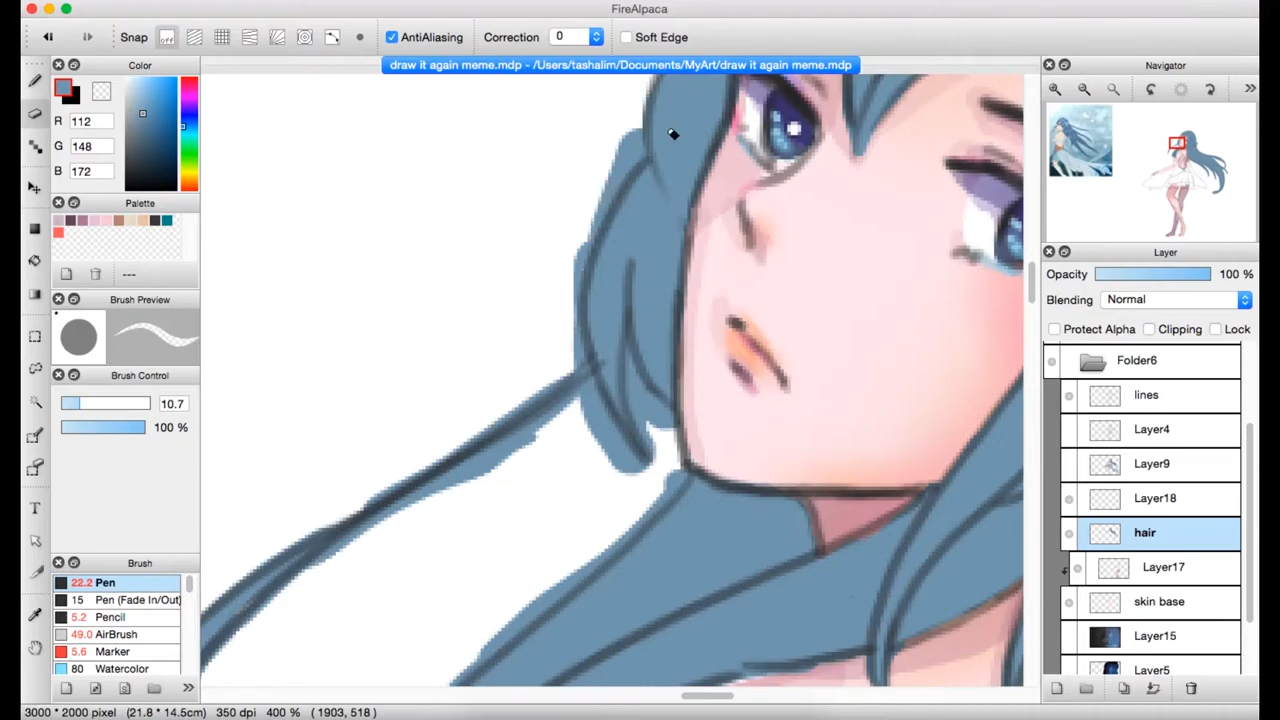 FireAlpaca
Snap off AntiAliasing Correction 0 Soft Edge
draw it again meme.mdp - /Users/tashalim/Documents/MyArt/draw it again meme.mdp
Color
R 112
G 148
B 172
Palette
---
Brush Preview
Brush Control
10.7
100 %
Brush
22.2 Pen
15 Pen (Fade In/Out)
5.2 Pencil
49.0 AirBrush
5.6 Marker
80 Watercolor
T
Navigator
Layer
Opacity 100 %
Blending Normal
Protect Alpha Clipping Lock
Folder6
lines
Layer4
Layer9
Layer18
hair
Layer17
skin base
Layer15
Layer5
3000 * 2000 pixel (21.8 * 14.5cm) 350 dpi 400 % ( 1903, 518 )